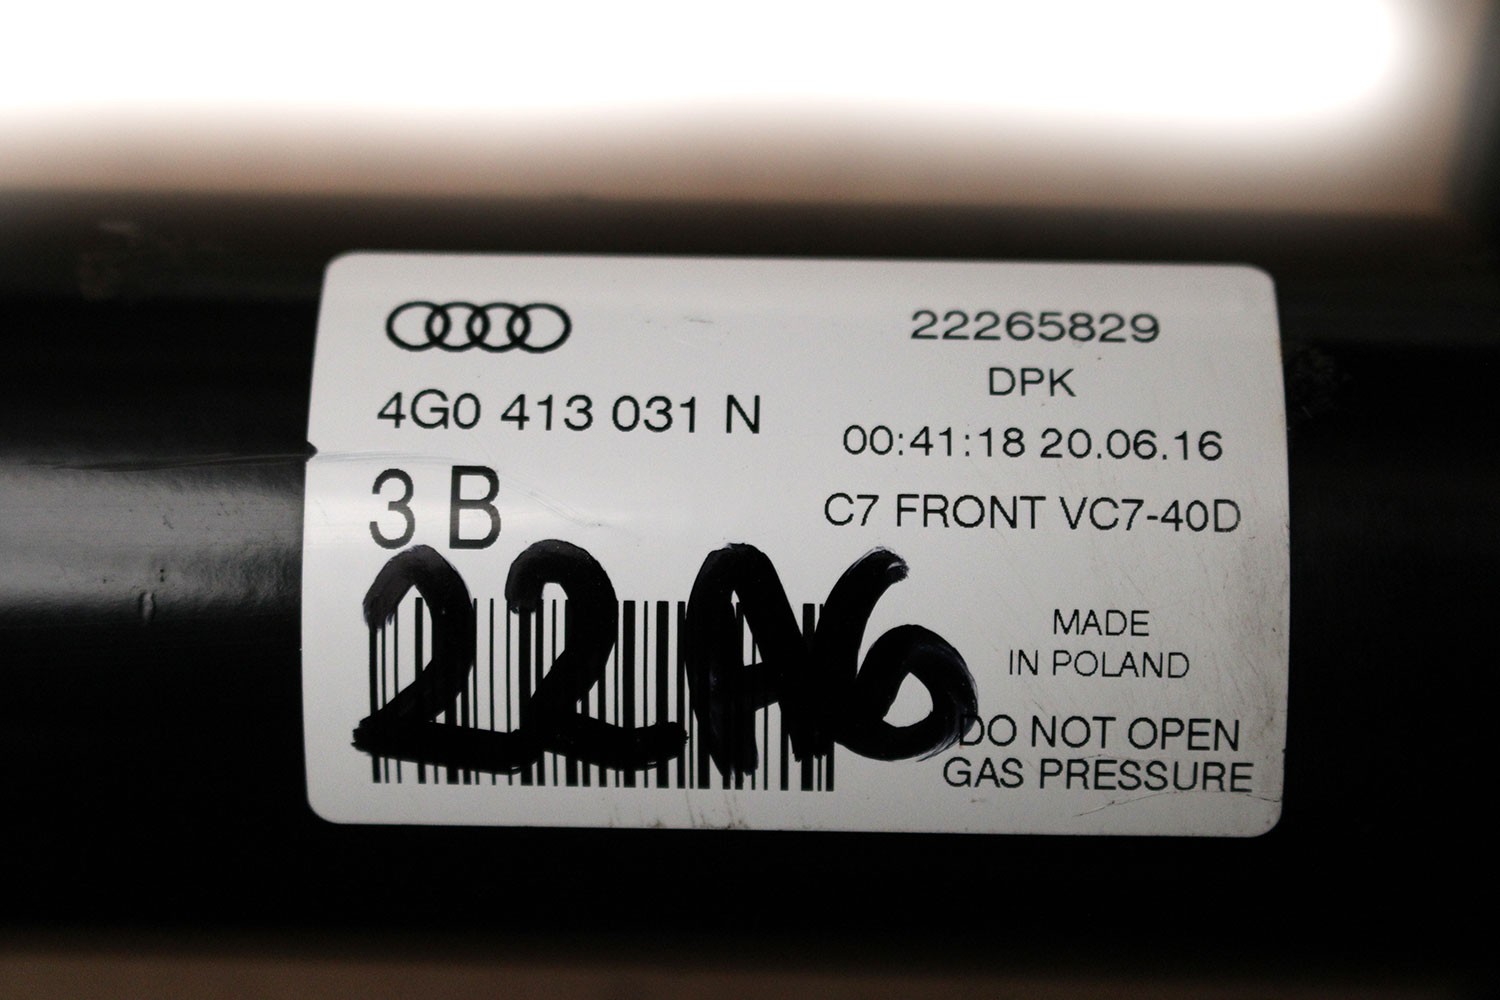 4G0 413 031 N
3 B
22A6
22265829
DPK
00:41:18 20.06.16
C7 FRONT VC7-40D
MADE
IN POLAND
DO NOT OPEN
GAS PRESSURE